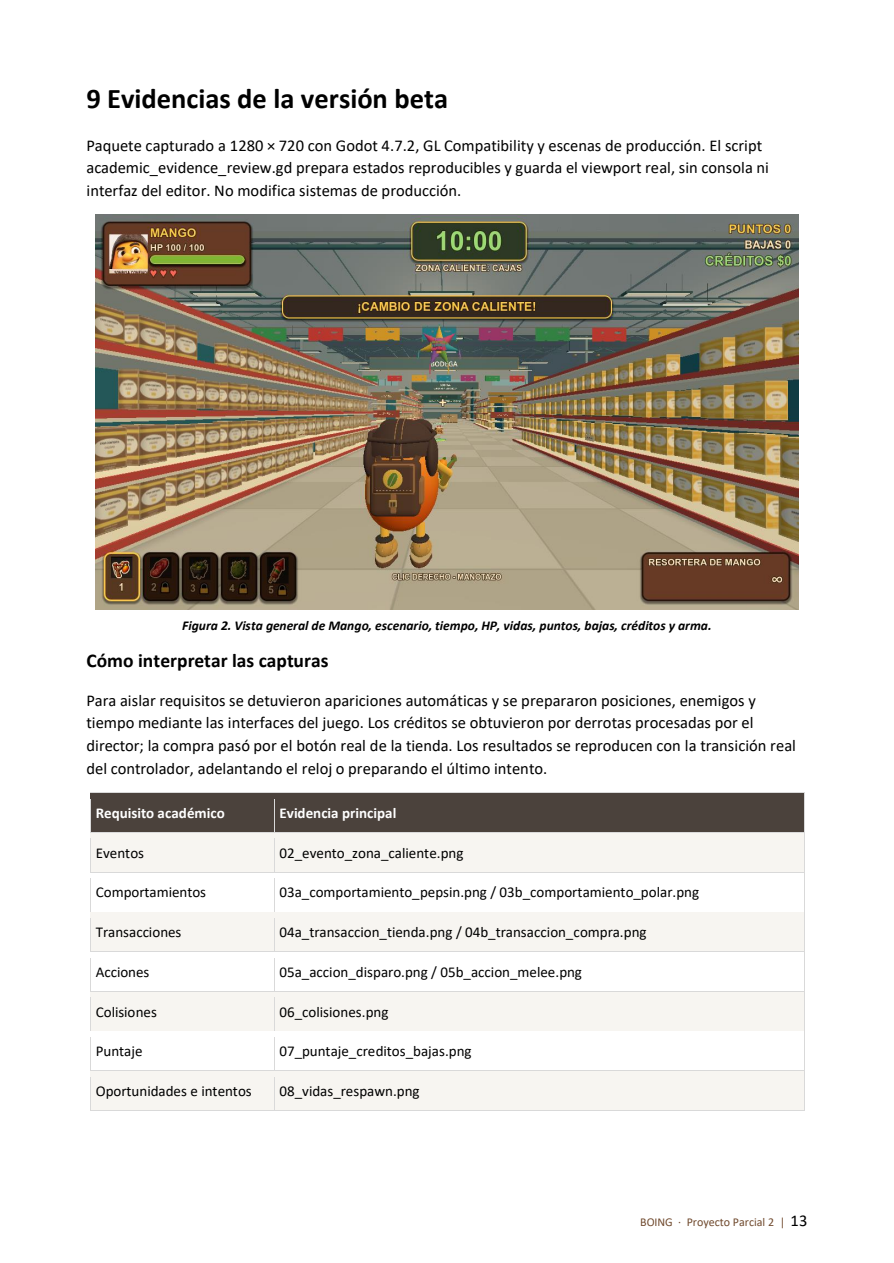 9 Evidencias de la versión beta
Paquete capturado a 1280 × 720 con Godot 4.7.2, GL Compatibility y escenas de producción. El script
academic_evidence_review.gd prepara estados reproducibles y guarda el viewport real, sin consola ni
interfaz del editor. No modifica sistemas de producción.
MANGO
HP 100 / 100
10:00
ZONA CALIENTE: CAJAS
PUNTOS 0
BAJAS 0
CRÉDITOS $0
¡CAMBIO DE ZONA CALIENTE!
BODEGA
1
2
3
4
5
CLIC DERECHO - MANOTAZO
RESORTERA DE MANGO
∞
Figura 2. Vista general de Mango, escenario, tiempo, HP, vidas, puntos, bajas, créditos y arma.
Cómo interpretar las capturas
Para aislar requisitos se detuvieron apariciones automáticas y se prepararon posiciones, enemigos y
tiempo mediante las interfaces del juego. Los créditos se obtuvieron por derrotas procesadas por el
director; la compra pasó por el botón real de la tienda. Los resultados se reproducen con la transición real
del controlador, adelantando el reloj o preparando el último intento.
Requisito académico Evidencia principal
Eventos 02_evento_zona_caliente.png
Comportamientos 03a_comportamiento_pepsin.png / 03b_comportamiento_polar.png
Transacciones 04a_transaccion_tienda.png / 04b_transaccion_compra.png
Acciones 05a_accion_disparo.png / 05b_accion_melee.png
Colisiones 06_colisiones.png
Puntaje 07_puntaje_creditos_bajas.png
Oportunidades e intentos 08_vidas_respawn.png
BOING · Proyecto Parcial 2 | 13